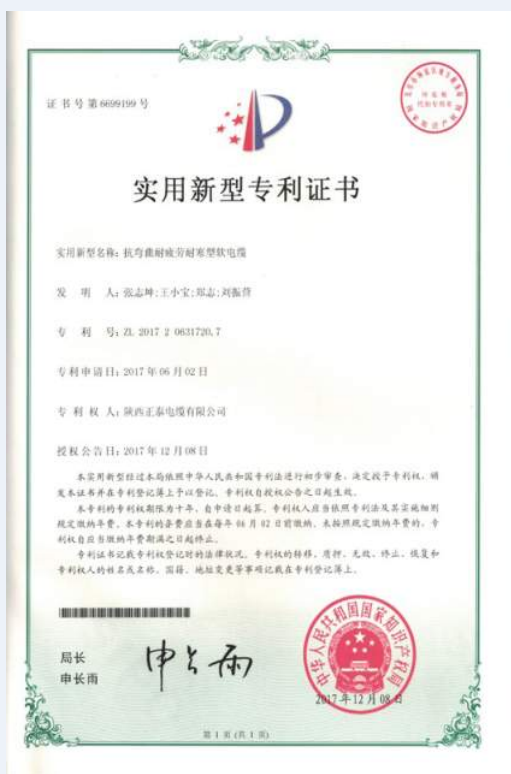 证书号第6699199号
实用新型专利证书
实用新型名称：抗弯曲耐疲劳耐寒型软电缆
发 明 人：张志坤;王小宝;郑志;刘振营
专 利 号：ZL 2017 2 0631720.7
专利申请日：2017年06月02日
专 利 权 人：陕西正泰电缆有限公司
授权公告日：2017年12月08日
本实用新型经过本局依照中华人民共和国专利法进行初步审查，决定授予专利权，颁
发本证书并在专利登记簿上予以登记。专利权自授权公告之日起生效。
本专利的专利权期限为十年，自申请日起算。专利权人应当依照专利法及其实施细则
规定缴纳年费。本专利的年费应当在每年06月02日前缴纳。未按照规定缴纳年费的，专
利权自应当缴纳年费期满之日起终止。
专利证书记载专利权登记时的法律状况。专利权的转移、质押、无效、终止、恢复和
专利权人的姓名或名称、国籍、地址变更等事项记载在专利登记簿上。
局长
申长雨
申长雨
中华人民共和国国家知识产权局
2017年12月08日
第1页(共1页)